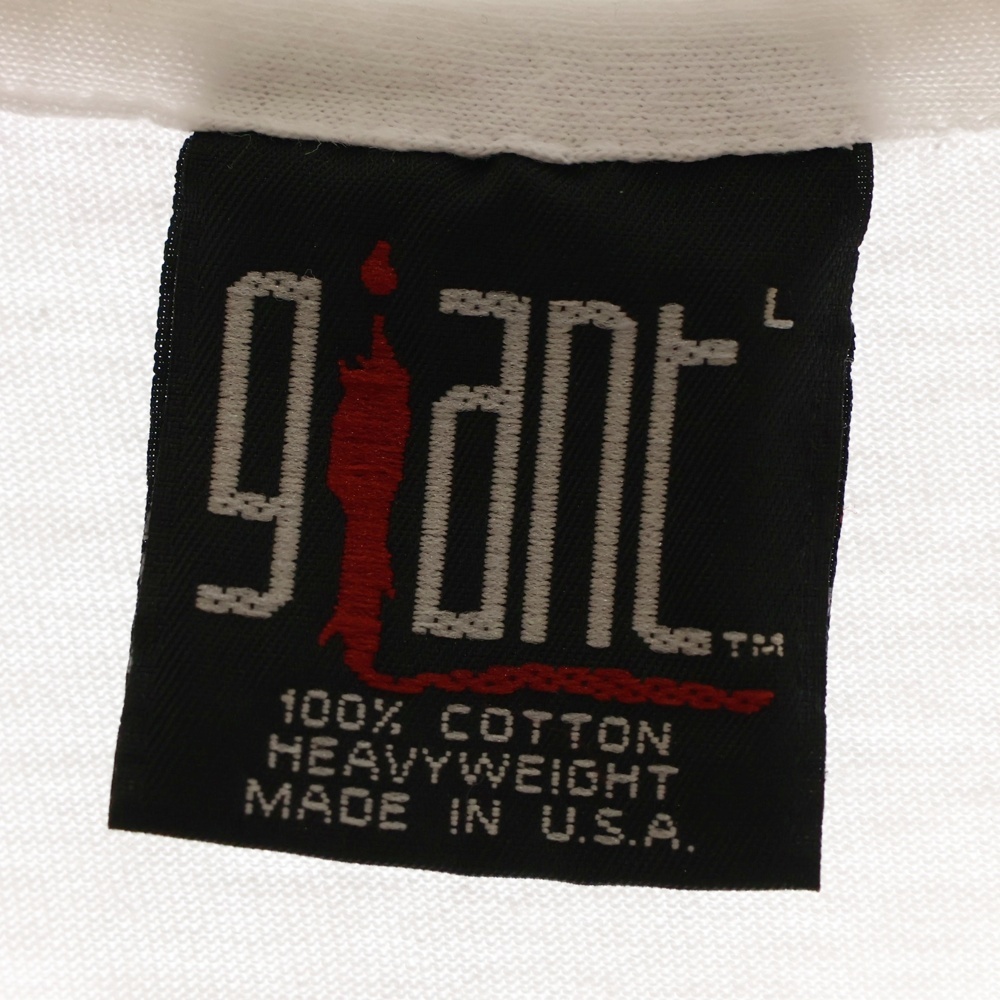 giant L
TM
100% COTTON
HEAVYWEIGHT
MADE IN U.S.A.